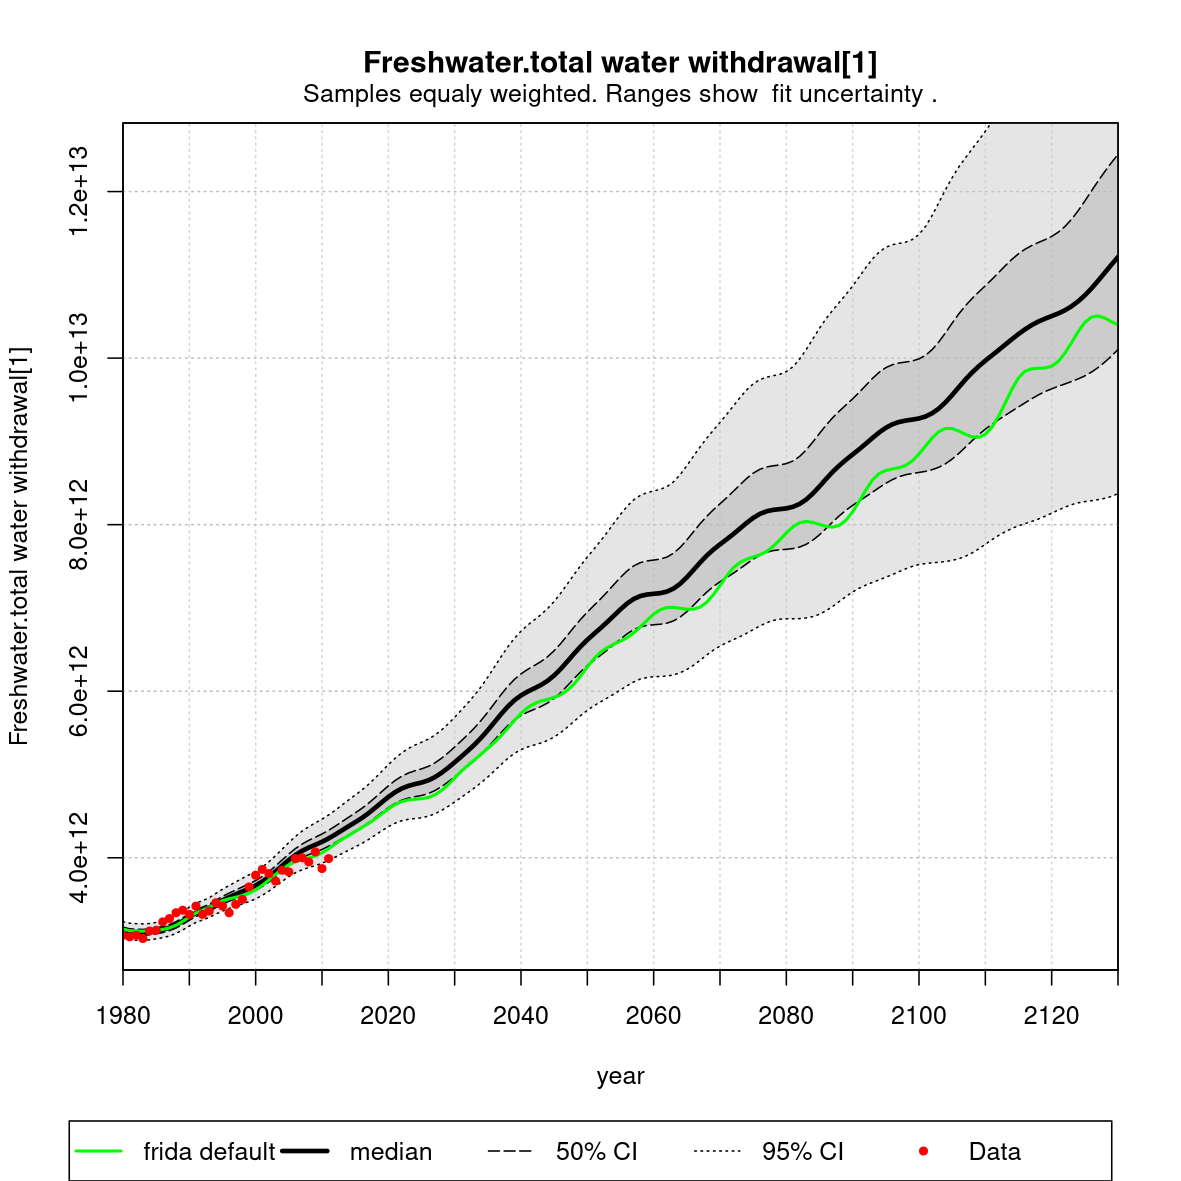 Freshwater.total water withdrawal[1]
Samples equaly weighted. Ranges show  fit uncertainty .
Freshwater.total water withdrawal[1]
1.2e+13
1.0e+13
8.0e+12
6.0e+12
4.0e+12
1980 2000 2020 2040 2060 2080 2100 2120
year
frida default median 50% CI 95% CI Data